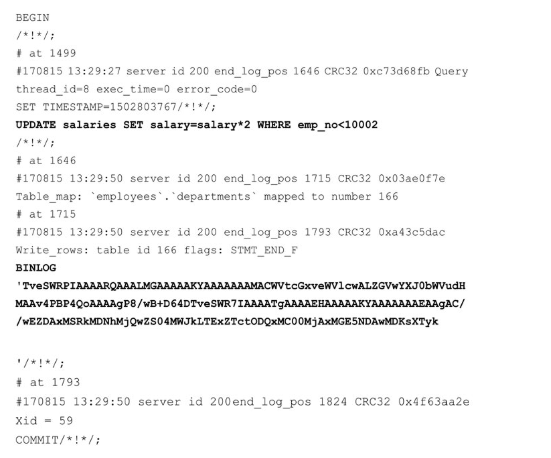 BEGIN
/*!*/;
# at 1499
#170815 13:29:27 server id 200 end_log_pos 1646 CRC32 0xc73d68fb Query
thread_id=8 exec_time=0 error_code=0
SET TIMESTAMP=1502803767/*!*/;
UPDATE salaries SET salary=salary*2 WHERE emp_no<10002
/*!*/;
# at 1646
#170815 13:29:50 server id 200 end_log_pos 1715 CRC32 0x03ae0f7e
Table_map: `employees`.`departments` mapped to number 166
# at 1715
#170815 13:29:50 server id 200 end_log_pos 1793 CRC32 0xa43c5dac
Write_rows: table id 166 flags: STMT_END_F
BINLOG
'TveSWRPIAAAARQAAALMGAAAAAKYAAAAAAAMACWVtcGxveWVlcwALZGVwYXJ0bWVudH
MAAv4PBP4QoAAAAgP8/wB+D64DTveSWR7IAAAATgAAAAEHAAAAAKYAAAAAAAEAAgAC/
/wEZDAxMSRkMDNhMjQwZS04MWJkLTExZTctODQxMC00MjAxMGE5NDAwMDKsXTyk
'/*!*/;
# at 1793
#170815 13:29:50 server id 200end_log_pos 1824 CRC32 0x4f63aa2e
Xid = 59
COMMIT/*!*/;